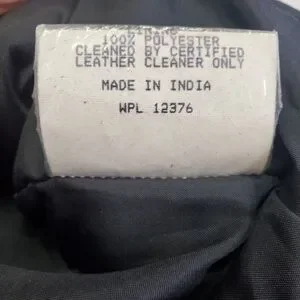 100% POLYESTER
CLEANED BY CERTIFIED
LEATHER CLEANER ONLY
MADE IN INDIA
WPL 12376